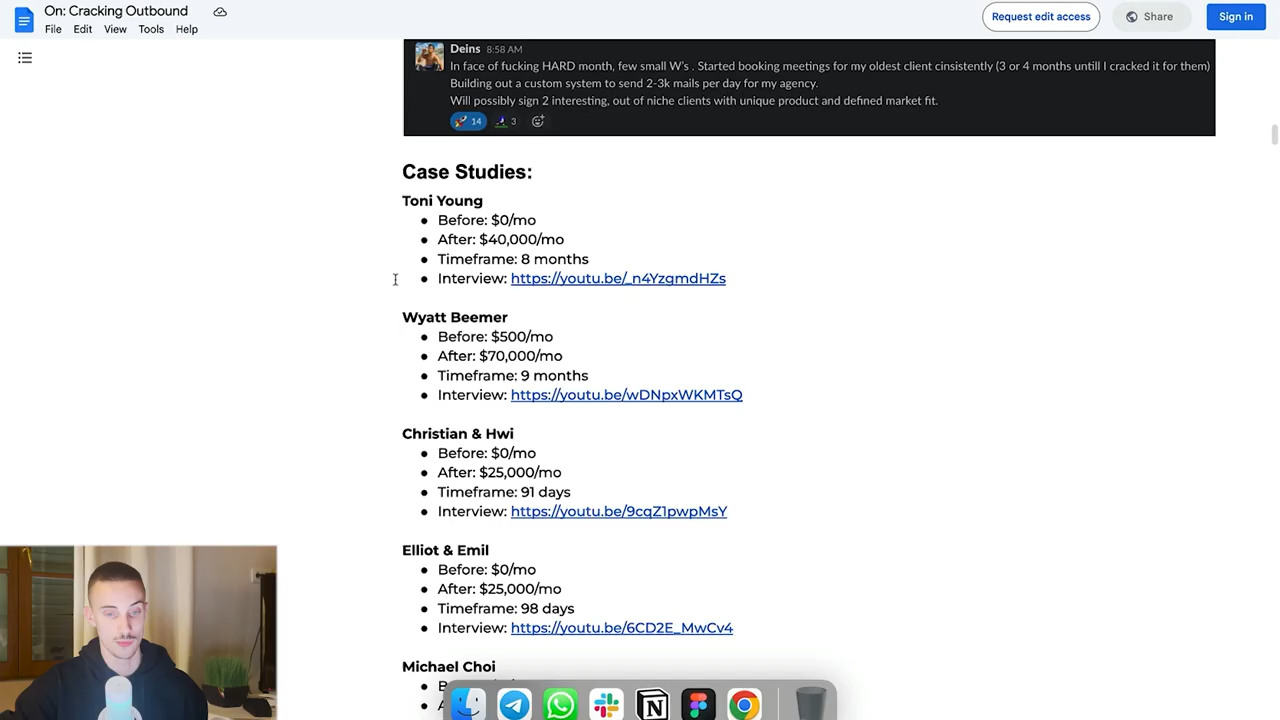 On: Cracking Outbound
File Edit View Tools Help
Request edit access
Share
Sign in
Deins 8:58 AM
In face of fucking HARD month, few small W's . Started booking meetings for my oldest client cinsistently (3 or 4 months untill I cracked it for them)
Building out a custom system to send 2-3k mails per day for my agency.
Will possibly sign 2 interesting, out of niche clients with unique product and defined market fit.
14 3
Case Studies:
Toni Young
● Before: $0/mo
● After: $40,000/mo
● Timeframe: 8 months
● Interview: https://youtu.be/_n4YzqmdHZs
Wyatt Beemer
● Before: $500/mo
● After: $70,000/mo
● Timeframe: 9 months
● Interview: https://youtu.be/wDNpxWKMTsQ
Christian & Hwi
● Before: $0/mo
● After: $25,000/mo
● Timeframe: 91 days
● Interview: https://youtu.be/9cqZ1pwpMsY
Elliot & Emil
● Before: $0/mo
● After: $25,000/mo
● Timeframe: 98 days
● Interview: https://youtu.be/6CD2E_MwCv4
Michael Choi